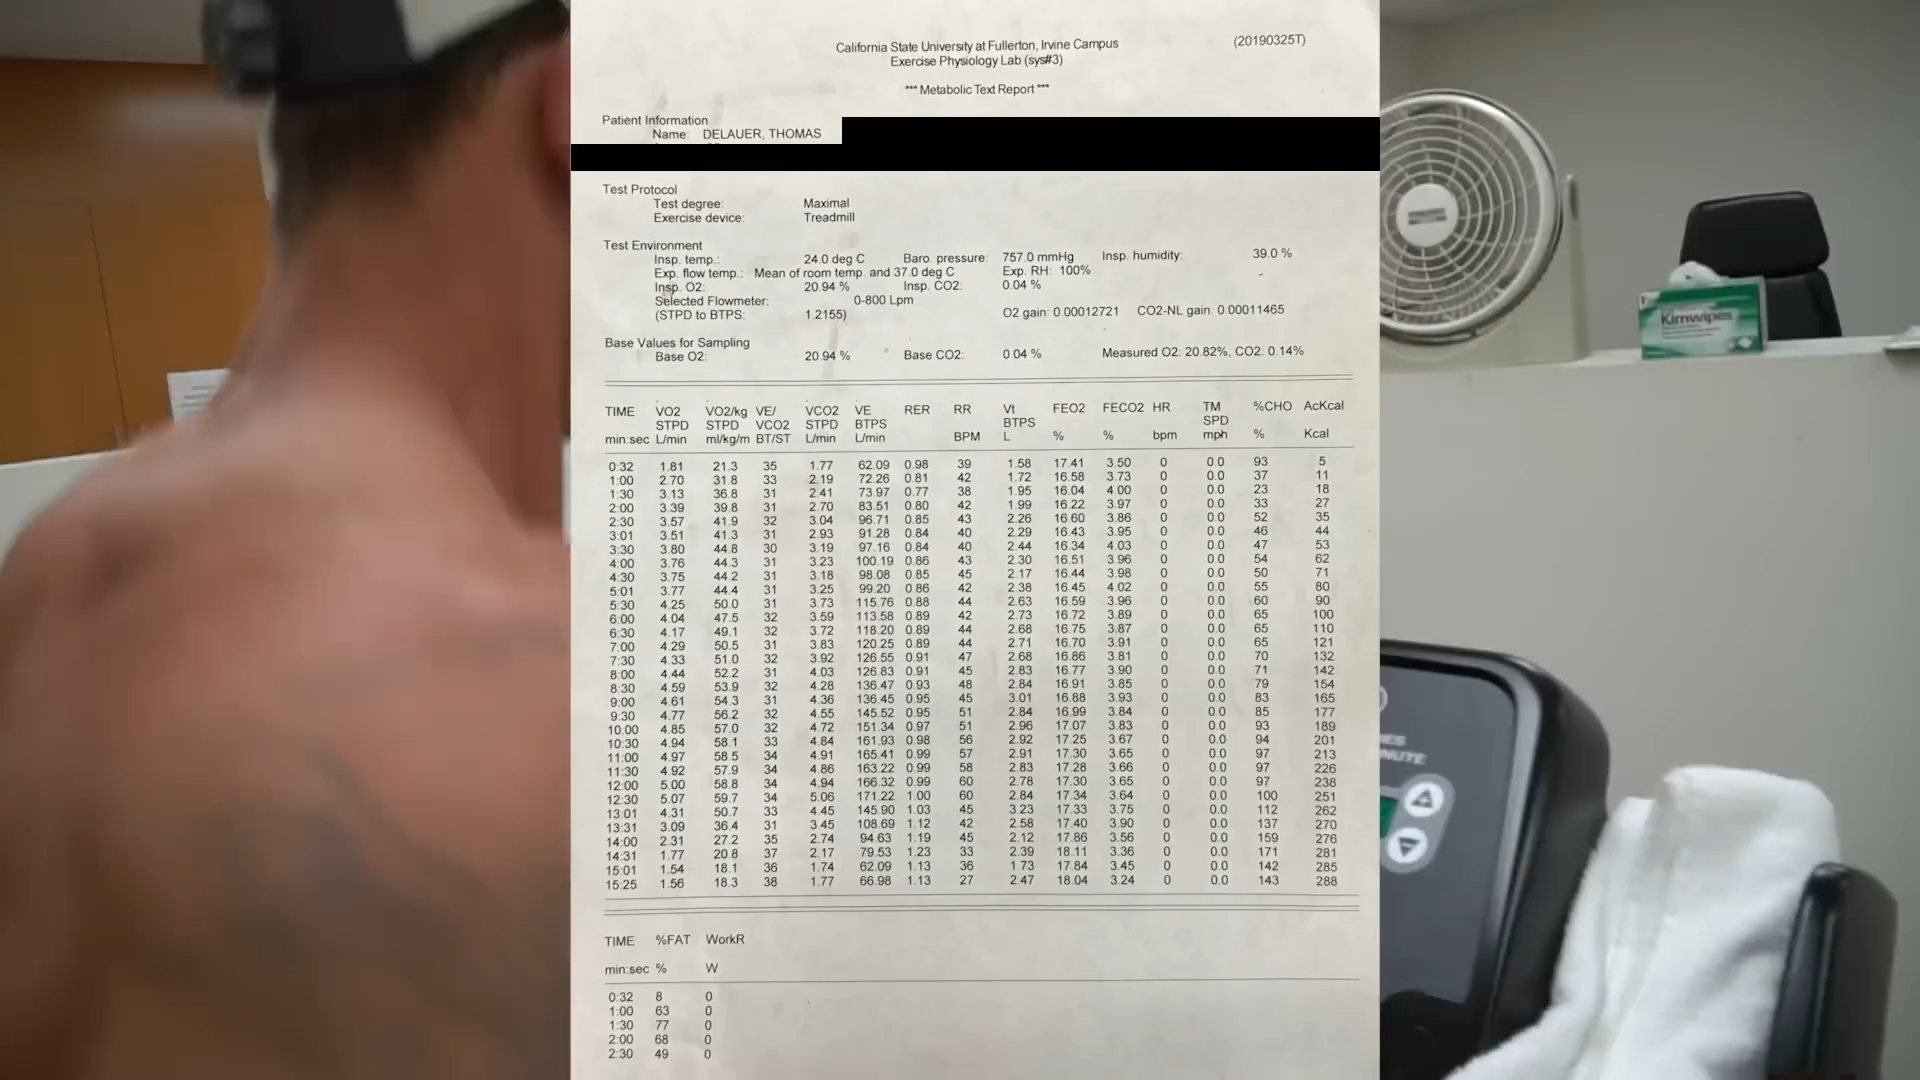 California State University at Fullerton, Irvine Campus (20190325T)
Exercise Physiology Lab (sys#3)
*** Metabolic Text Report ***
Patient Information
Name: DELAUER, THOMAS
Test Protocol
Test degree: Maximal
Exercise device: Treadmill
Test Environment
Insp. temp.: 24.0 deg C Baro. pressure: 757.0 mmHg Insp. humidity: 39.0 %
Exp. flow temp.: Mean of room temp. and 37.0 deg C Exp. RH: 100%
Insp. O2: 20.94 % Insp. CO2: 0.04 %
Selected Flowmeter: 0-800 Lpm
(STPD to BTPS: 1.2155) O2 gain: 0.00012721 CO2-NL gain: 0.00011465
Base Values for Sampling
Base O2: 20.94 % Base CO2: 0.04 % Measured O2: 20.82%, CO2: 0.14%
TIME VO2 VO2/kg VE/ VCO2 VE RER RR Vt FEO2 FECO2 HR TM %CHO AcKcal
STPD STPD VCO2 STPD BTPS BTPS SPD
min:sec L/min ml/kg/m BT/ST L/min L/min BPM L % % bpm mph % Kcal
0:32 1.81 21.3 35 1.77 62.09 0.98 39 1.58 17.41 3.50 0 0.0 93 5
1:00 2.70 31.8 33 2.19 72.26 0.81 42 1.72 16.58 3.73 0 0.0 37 11
1:30 3.13 36.8 31 2.41 73.97 0.77 38 1.95 16.04 4.00 0 0.0 23 18
2:00 3.39 39.8 31 2.70 83.51 0.80 42 1.99 16.22 3.97 0 0.0 33 27
2:30 3.57 41.9 32 3.04 96.71 0.85 43 2.26 16.60 3.86 0 0.0 52 35
3:01 3.51 41.3 31 2.93 91.28 0.84 40 2.29 16.43 3.95 0 0.0 46 44
3:30 3.80 44.8 30 3.19 97.16 0.84 40 2.44 16.34 4.03 0 0.0 47 53
4:00 3.76 44.3 31 3.23 100.19 0.86 43 2.30 16.51 3.96 0 0.0 54 62
4:30 3.75 44.2 31 3.18 98.08 0.85 45 2.17 16.44 3.98 0 0.0 50 71
5:01 3.77 44.4 31 3.25 99.20 0.86 42 2.38 16.45 4.02 0 0.0 55 80
5:30 4.25 50.0 31 3.73 115.76 0.88 44 2.63 16.59 3.96 0 0.0 60 90
6:00 4.04 47.5 32 3.59 113.58 0.89 42 2.73 16.72 3.89 0 0.0 65 100
6:30 4.17 49.1 32 3.72 118.20 0.89 44 2.68 16.75 3.87 0 0.0 65 110
7:00 4.29 50.5 31 3.83 120.25 0.89 44 2.71 16.70 3.91 0 0.0 65 121
7:30 4.33 51.0 32 3.92 126.55 0.91 47 2.68 16.86 3.81 0 0.0 70 132
8:00 4.44 52.2 31 4.03 126.83 0.91 45 2.83 16.77 3.90 0 0.0 71 142
8:30 4.59 53.9 32 4.28 136.47 0.93 48 2.84 16.91 3.85 0 0.0 79 154
9:00 4.61 54.3 31 4.36 136.45 0.95 45 3.01 16.88 3.93 0 0.0 83 165
9:30 4.77 56.2 32 4.55 145.52 0.95 51 2.84 16.99 3.84 0 0.0 85 177
10:00 4.85 57.0 32 4.72 151.34 0.97 51 2.96 17.07 3.83 0 0.0 93 189
10:30 4.94 58.1 33 4.84 161.93 0.98 56 2.92 17.25 3.67 0 0.0 94 201
11:00 4.97 58.5 34 4.91 165.41 0.99 57 2.91 17.30 3.65 0 0.0 97 213
11:30 4.92 57.9 34 4.86 163.22 0.99 58 2.83 17.28 3.66 0 0.0 97 226
12:00 5.00 58.8 34 4.94 166.32 0.99 60 2.78 17.30 3.65 0 0.0 97 238
12:30 5.07 59.7 34 5.06 171.22 1.00 60 2.84 17.34 3.64 0 0.0 100 251
13:01 4.31 50.7 33 4.45 145.90 1.03 45 3.23 17.33 3.75 0 0.0 112 262
13:31 3.09 36.4 31 3.45 108.69 1.12 42 2.58 17.40 3.90 0 0.0 137 270
14:00 2.31 27.2 35 2.74 94.63 1.19 45 2.12 17.86 3.56 0 0.0 159 276
14:31 1.77 20.8 37 2.17 79.53 1.23 33 2.39 18.11 3.36 0 0.0 171 281
15:01 1.54 18.1 36 1.74 62.09 1.13 36 1.73 17.84 3.45 0 0.0 142 285
15:25 1.56 18.3 38 1.77 66.98 1.13 27 2.47 18.04 3.24 0 0.0 143 288
TIME %FAT WorkR
min:sec % W
0:32 8 0
1:00 63 0
1:30 77 0
2:00 68 0
2:30 49 0
Kimwipes